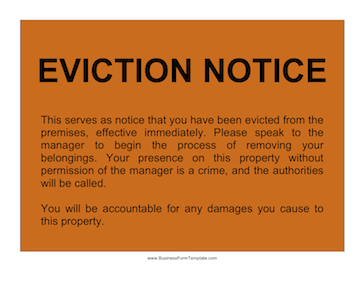 EVICTION NOTICE
This serves as notice that you have been evicted from the
premises, effective immediately. Please speak to the
manager to begin the process of removing your
belongings. Your presence on this property without
permission of the manager is a crime, and the authorities
will be called.
You will be accountable for any damages you cause to
this property.
www.BusinessFormTemplate.com